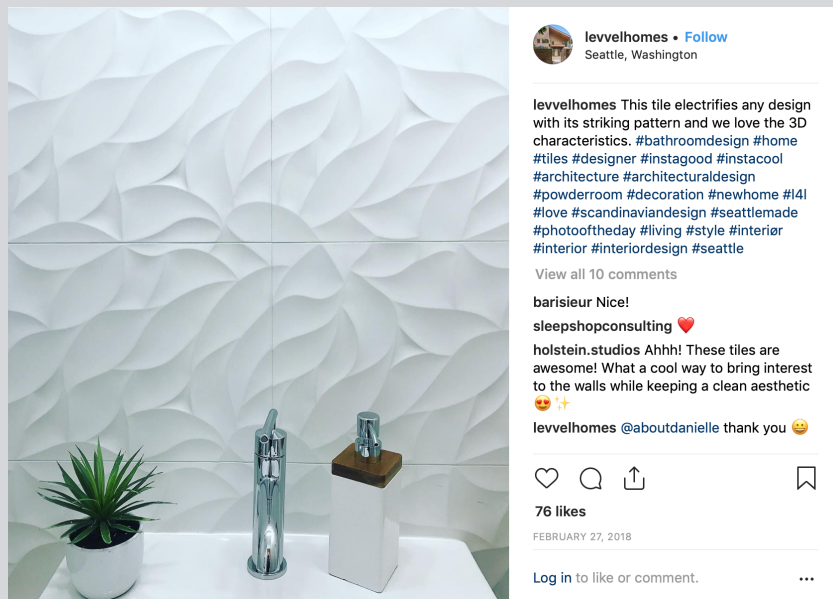 levvelhomes • Follow
Seattle, Washington
levvelhomes This tile electrifies any design
with its striking pattern and we love the 3D
characteristics. #bathroomdesign #home
#tiles #designer #instagood #instacool
#architecture #architecturaldesign
#powderroom #decoration #newhome #l4l
#love #scandinaviandesign #seattlemade
#photooftheday #living #style #interiør
#interior #interiordesign #seattle
View all 10 comments
barisieur Nice!
sleepshopconsulting ❤️
holstein.studios Ahhh! These tiles are
awesome! What a cool way to bring interest
to the walls while keeping a clean aesthetic
😍✨
levvelhomes @aboutdanielle thank you 😀
76 likes
FEBRUARY 27, 2018
Log in to like or comment.